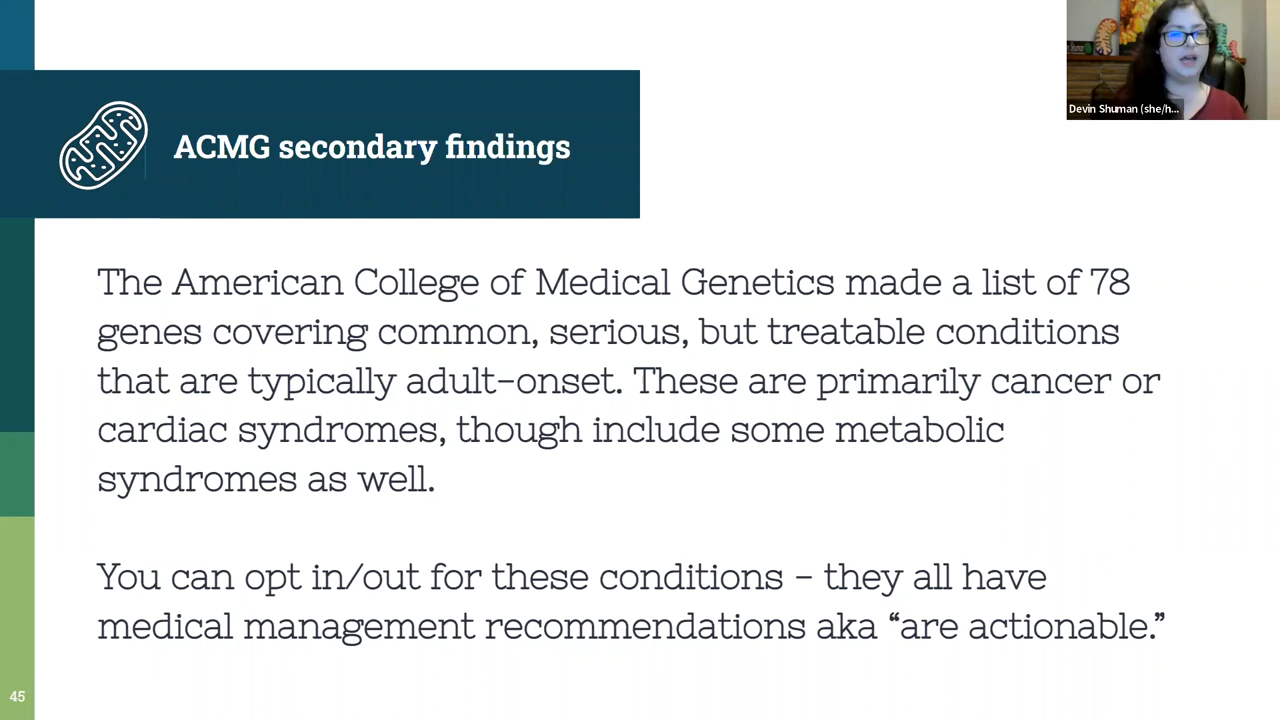 Devin Shuman (she/h...
ACMG secondary findings
The American College of Medical Genetics made a list of 78
genes covering common, serious, but treatable conditions
that are typically adult-onset. These are primarily cancer or
cardiac syndromes, though include some metabolic
syndromes as well.
You can opt in/out for these conditions – they all have
medical management recommendations aka “are actionable.”
45